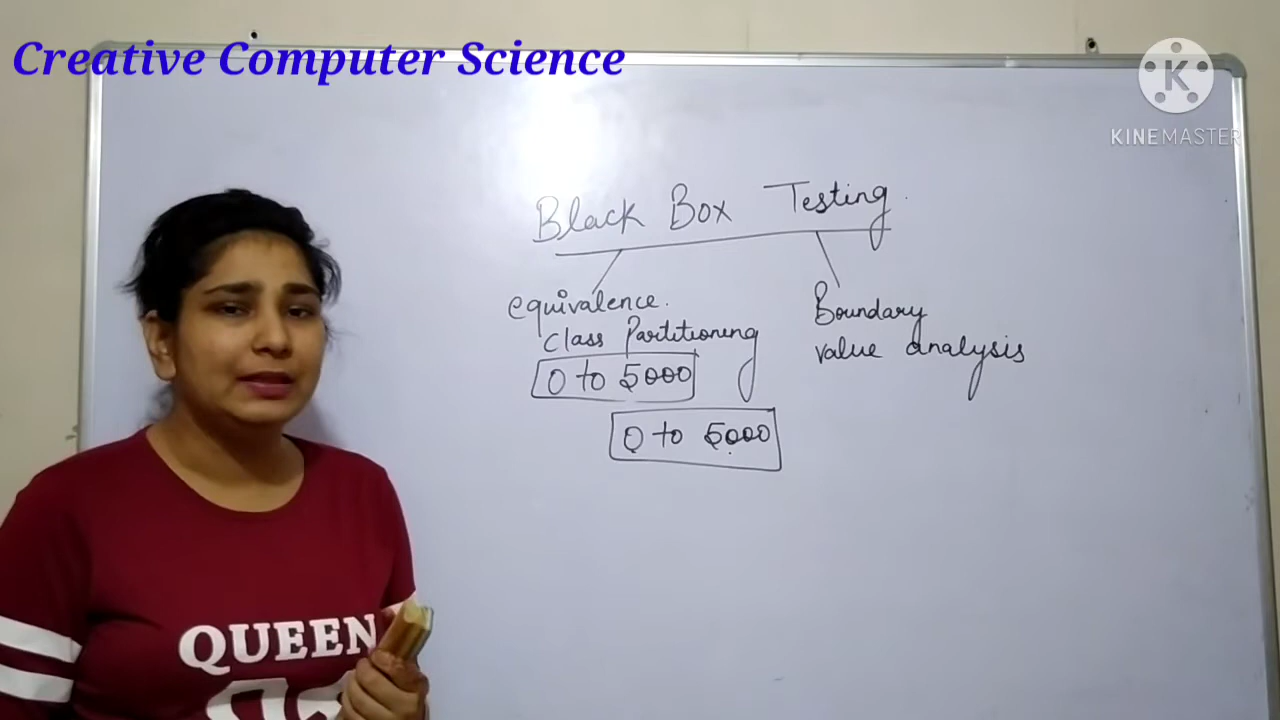 Creative Computer Science
K
KINEMASTER
Black Box Testing
equivalence.
class Partitioning
Boundary
value analysis
0 to 5000
0 to 5000
QUEEN